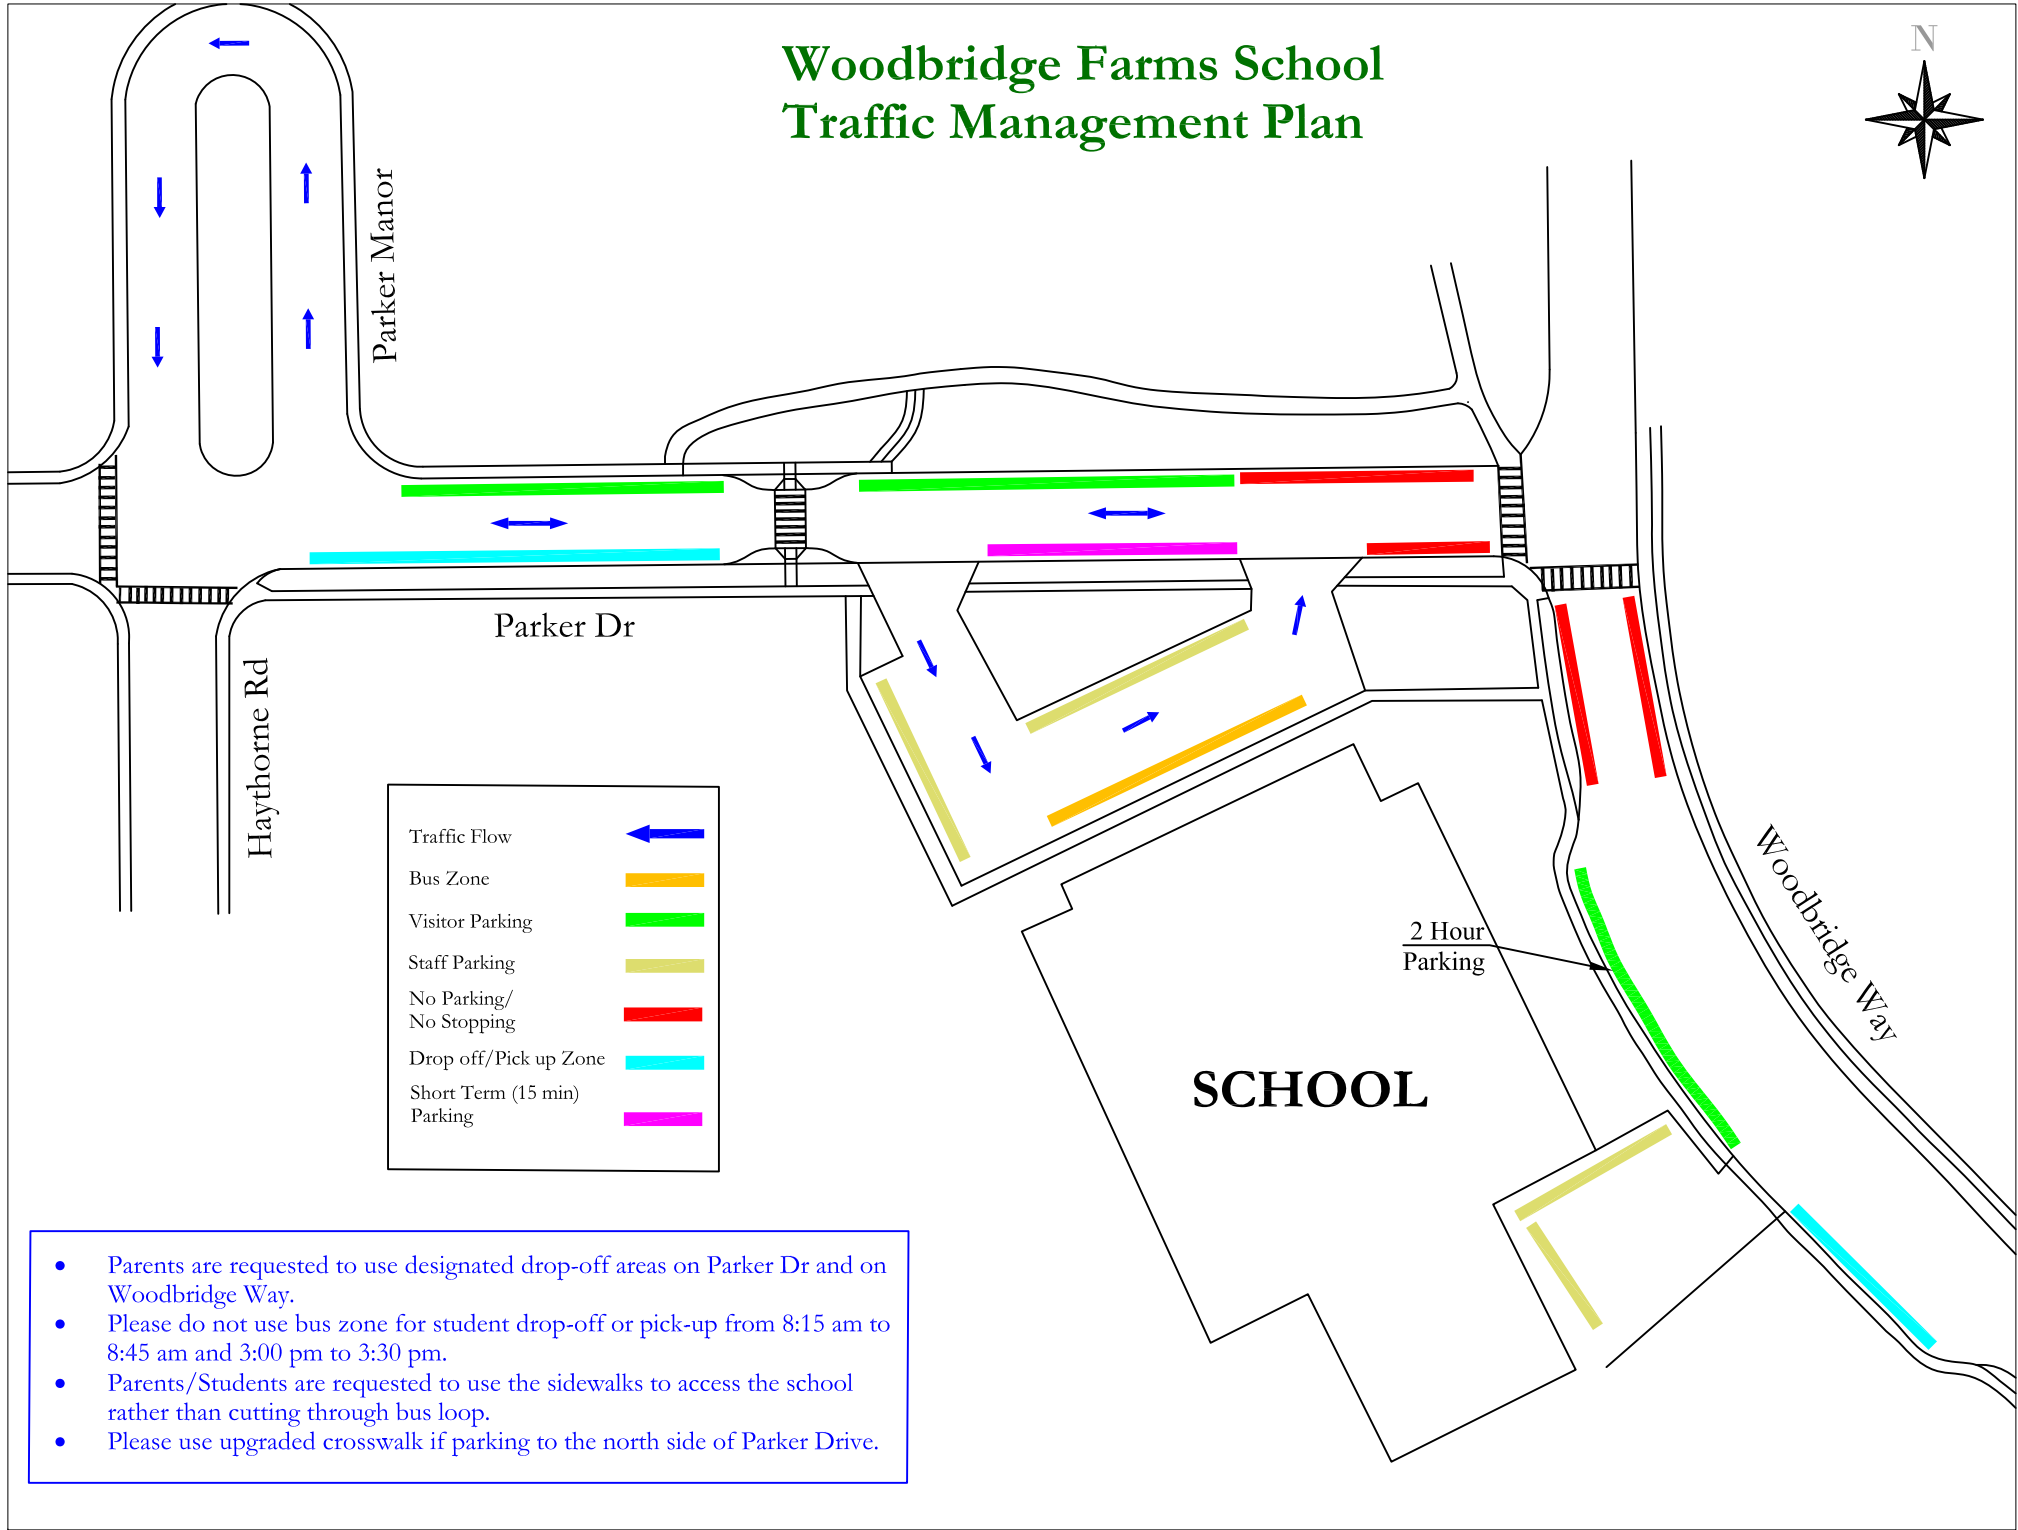 Woodbridge Farms School
Traffic Management Plan
N
Parker Manor
Parker Dr
Haythorne Rd
Woodbridge Way
2 Hour
Parking
SCHOOL
Traffic Flow
Bus Zone
Visitor Parking
Staff Parking
No Parking/
No Stopping
Drop off/Pick up Zone
Short Term (15 min)
Parking
• Parents are requested to use designated drop-off areas on Parker Dr and on
Woodbridge Way.
• Please do not use bus zone for student drop-off or pick-up from 8:15 am to
8:45 am and 3:00 pm to 3:30 pm.
• Parents/Students are requested to use the sidewalks to access the school
rather than cutting through bus loop.
• Please use upgraded crosswalk if parking to the north side of Parker Drive.